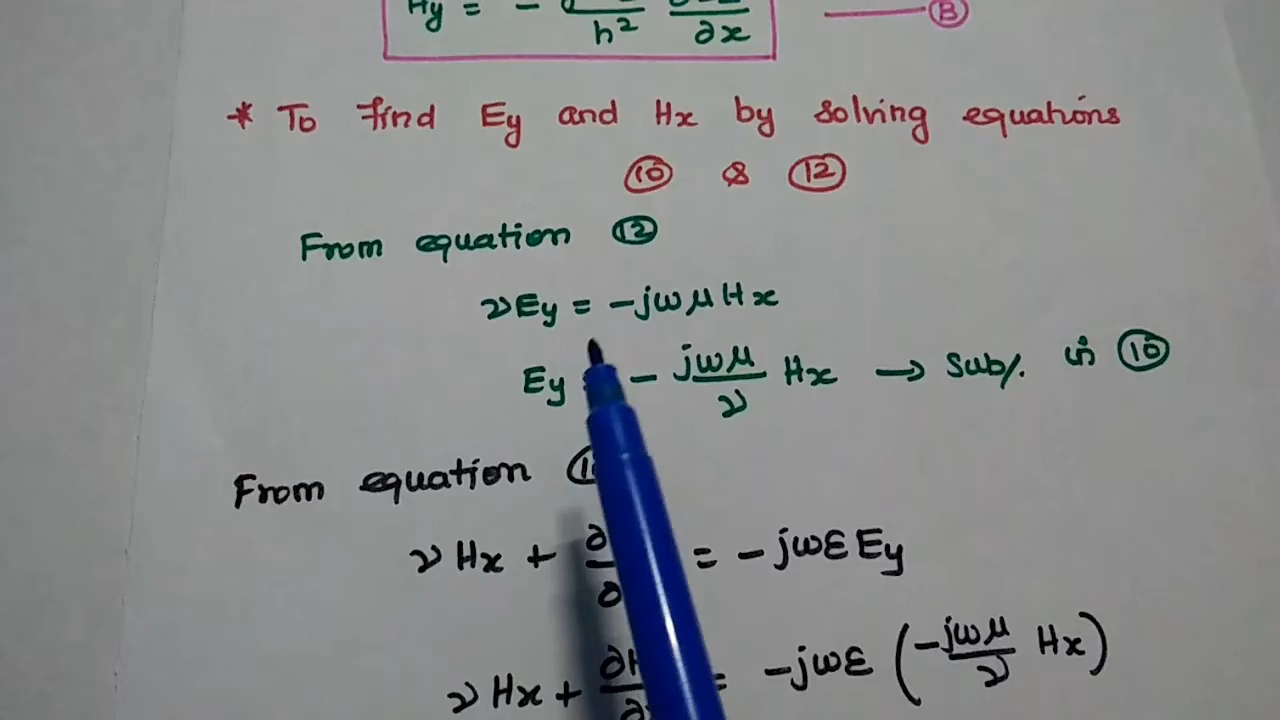 Hy = - h² ∂x Ⓑ
* To find Ey and Hx by solving equations
⑩ & ⑫
From equation ⑫
γEy = -jωμHx
Ey - jωμ/γ Hx → Sub/. in ⑩
From equation
γHx + ∂ = -jωεEy
γHx + = -jωε (-jωμ/γ Hx)